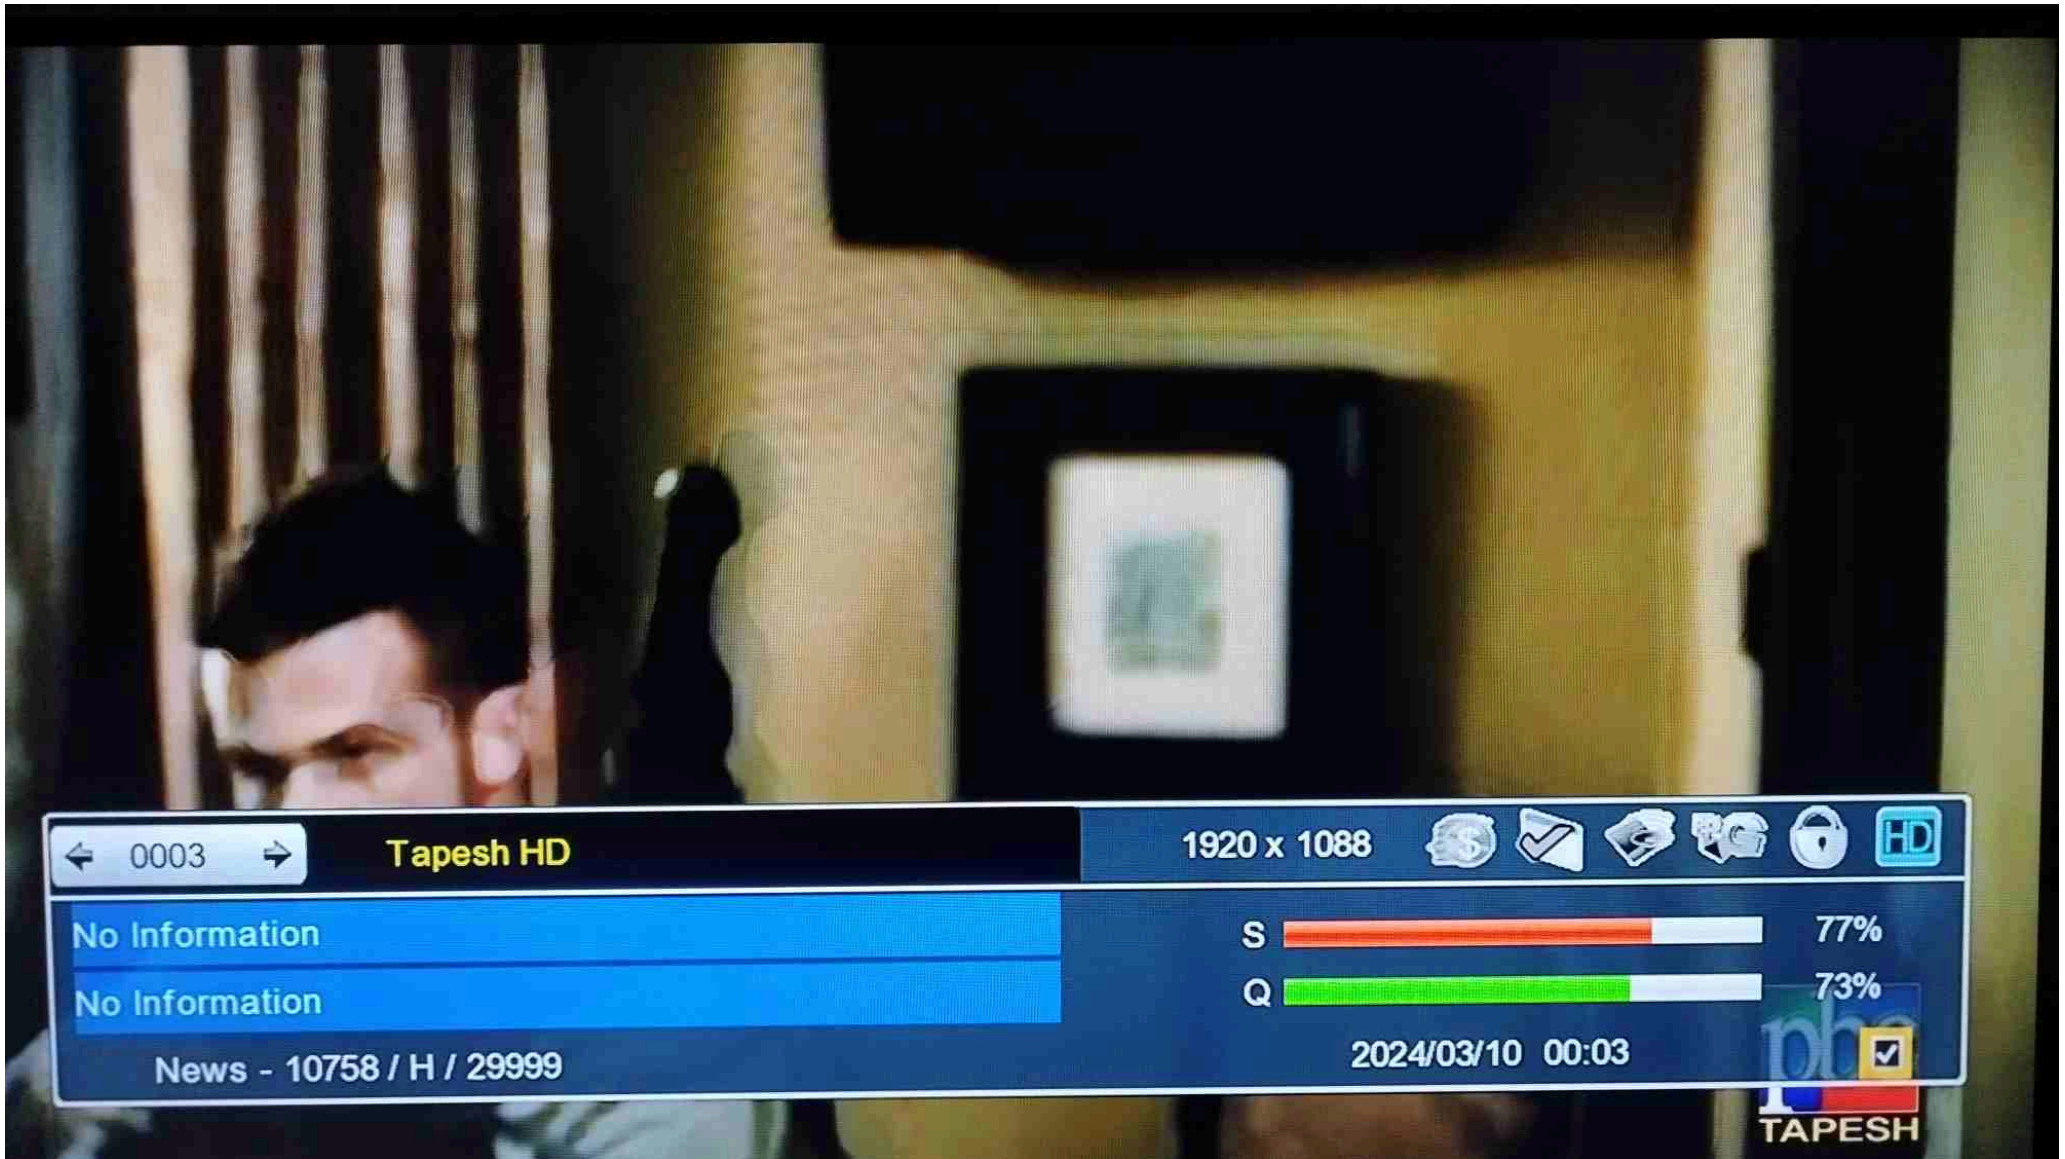 0003
Tapesh HD
1920 x 1088
HD
No Information
S 77%
No Information
Q 73%
News - 10758 / H / 29999
2024/03/10 00:03
TAPESH